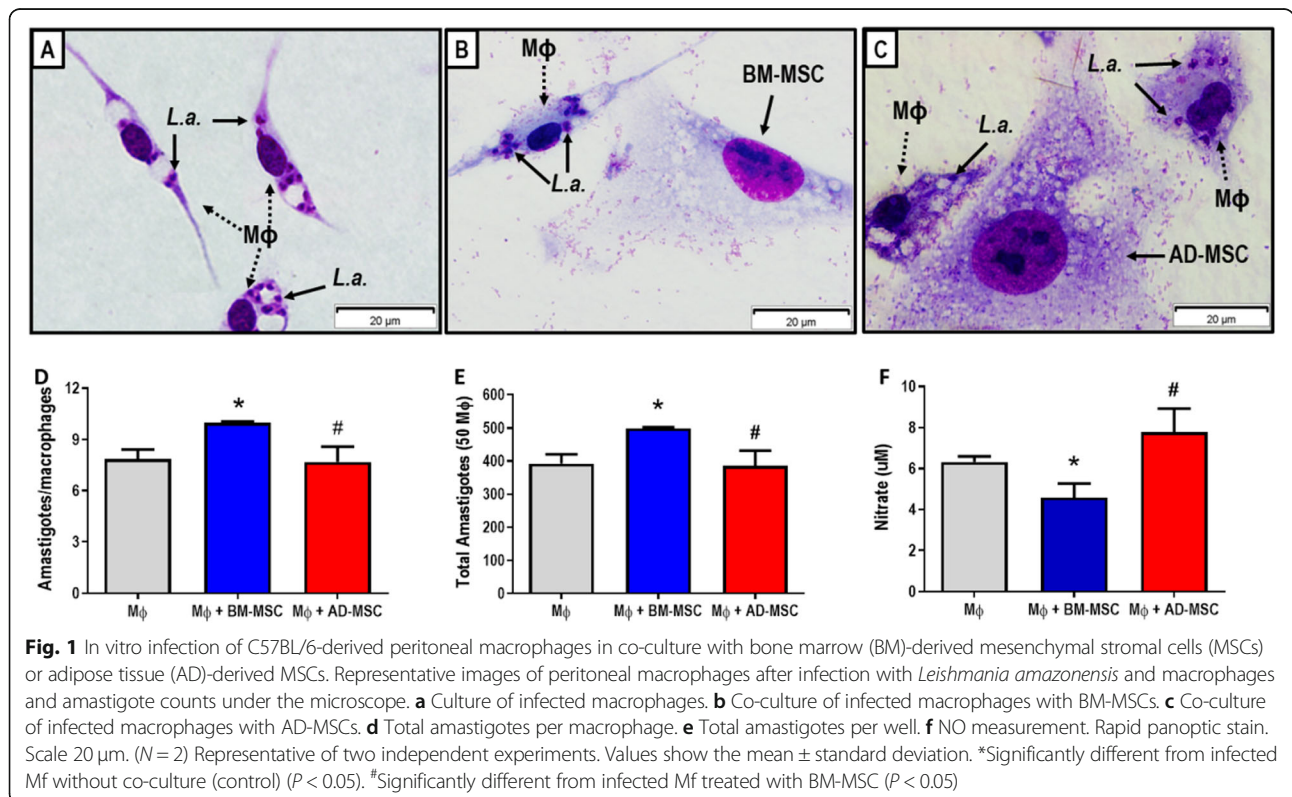 A
L.a.
L.a.
Mϕ
L.a.
20 µm
B
Mϕ
BM-MSC
L.a.
20 µm
C
L.a.
Mϕ
L.a.
Mϕ
AD-MSC
20 µm
D
Amastigotes/macrophages
12
9
6
3
0
*
#
Mϕ
Mϕ + BM-MSC
Mϕ + AD-MSC
E
Total Amastigotes (50 Mϕ)
600
500
400
300
200
100
0
*
#
Mϕ
Mϕ + BM-MSC
Mϕ + AD-MSC
F
Nitrate (uM)
10
8
6
4
2
0
*
#
Mϕ
Mϕ + BM-MSC
Mϕ + AD-MSC
Fig. 1 In vitro infection of C57BL/6-derived peritoneal macrophages in co-culture with bone marrow (BM)-derived mesenchymal stromal cells (MSCs)
or adipose tissue (AD)-derived MSCs. Representative images of peritoneal macrophages after infection with Leishmania amazonensis and macrophages
and amastigote counts under the microscope. a Culture of infected macrophages. b Co-culture of infected macrophages with BM-MSCs. c Co-culture
of infected macrophages with AD-MSCs. d Total amastigotes per macrophage. e Total amastigotes per well. f NO measurement. Rapid panoptic stain.
Scale 20 µm. (N = 2) Representative of two independent experiments. Values show the mean ± standard deviation. *Significantly different from infected
Mf without co-culture (control) (P < 0.05). #Significantly different from infected Mf treated with BM-MSC (P < 0.05)